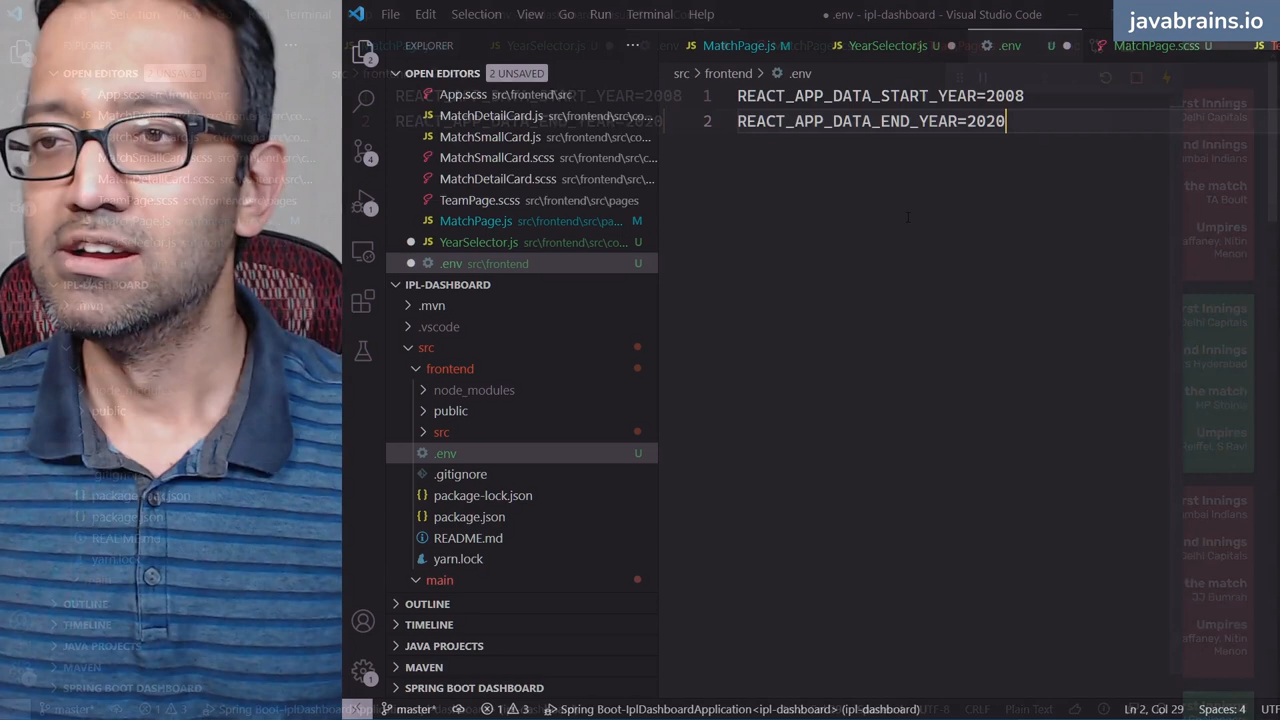 File Edit Selection View Go Run Terminal Help
.env - ipl-dashboard - Visual Studio Code
javabrains.io
EXPLORER
MatchPage.js M
YearSelector.js U
.env U
MatchPage.scss U
OPEN EDITORS 2 UNSAVED
src > frontend > .env
App.scss src\frontend\src
MatchDetailCard.js src\frontend\src\co...
MatchSmallCard.js src\frontend\src\co...
MatchSmallCard.scss src\frontend\src\c...
MatchDetailCard.scss src\frontend\src\...
TeamPage.scss src\frontend\src\pages
MatchPage.js src\frontend\src\pa... M
YearSelector.js src\frontend\src\co... U
.env src\frontend U
1 REACT_APP_DATA_START_YEAR=2008
2 REACT_APP_DATA_END_YEAR=2020
IPL-DASHBOARD
.mvn
.vscode
src
frontend
node_modules
public
src
.env U
.gitignore
package-lock.json
package.json
README.md
yarn.lock
main
OUTLINE
TIMELINE
JAVA PROJECTS
MAVEN
SPRING BOOT DASHBOARD
master* 1 3 Spring Boot-IplDashboardApplication<ipl-dashboard> (ipl-dashboard)
Ln 2, Col 29 Spaces: 4